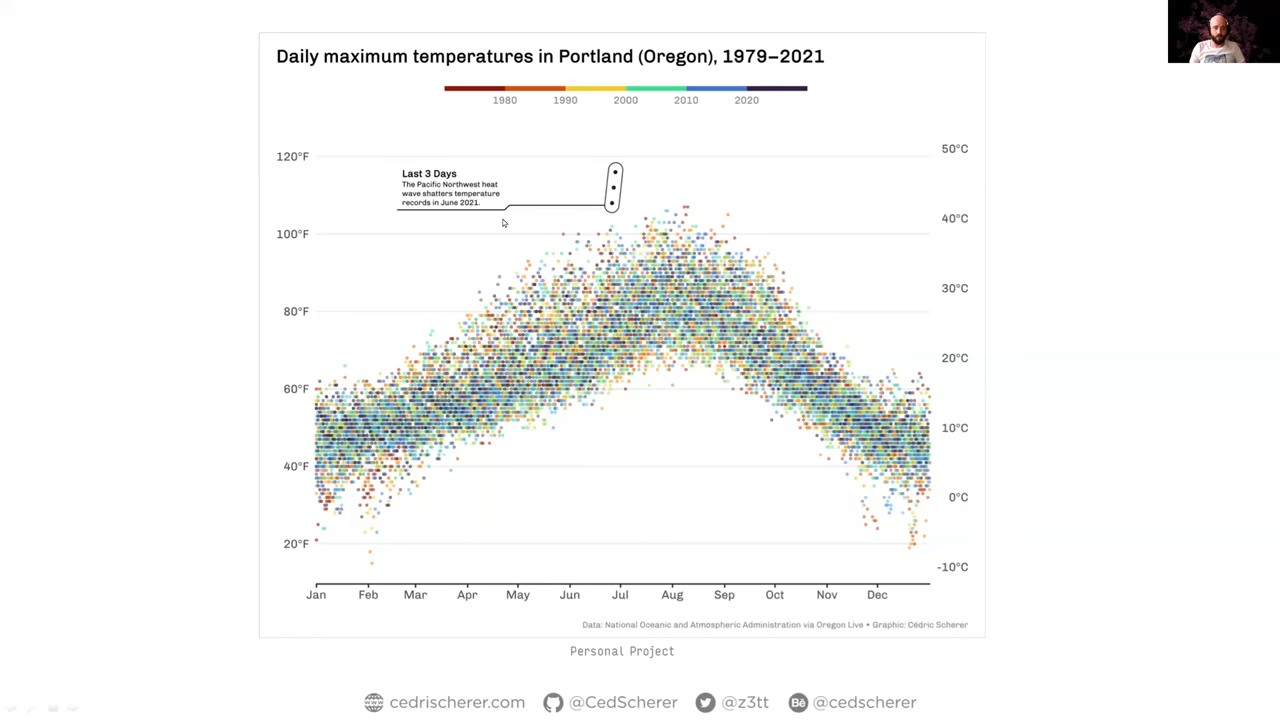 Daily maximum temperatures in Portland (Oregon), 1979–2021
1980 1990 2000 2010 2020
50°C
120°F
Last 3 Days
The Pacific Northwest heat
wave shatters temperature
records in June 2021.
40°C
100°F
30°C
80°F
20°C
60°F
10°C
40°F
0°C
20°F
-10°C
Jan Feb Mar Apr May Jun Jul Aug Sep Oct Nov Dec
Data: National Oceanic and Atmospheric Administration via Oregon Live • Graphic: Cédric Scherer
Personal Project
cedrischerer.com @CedScherer @z3tt Bē @cedscherer